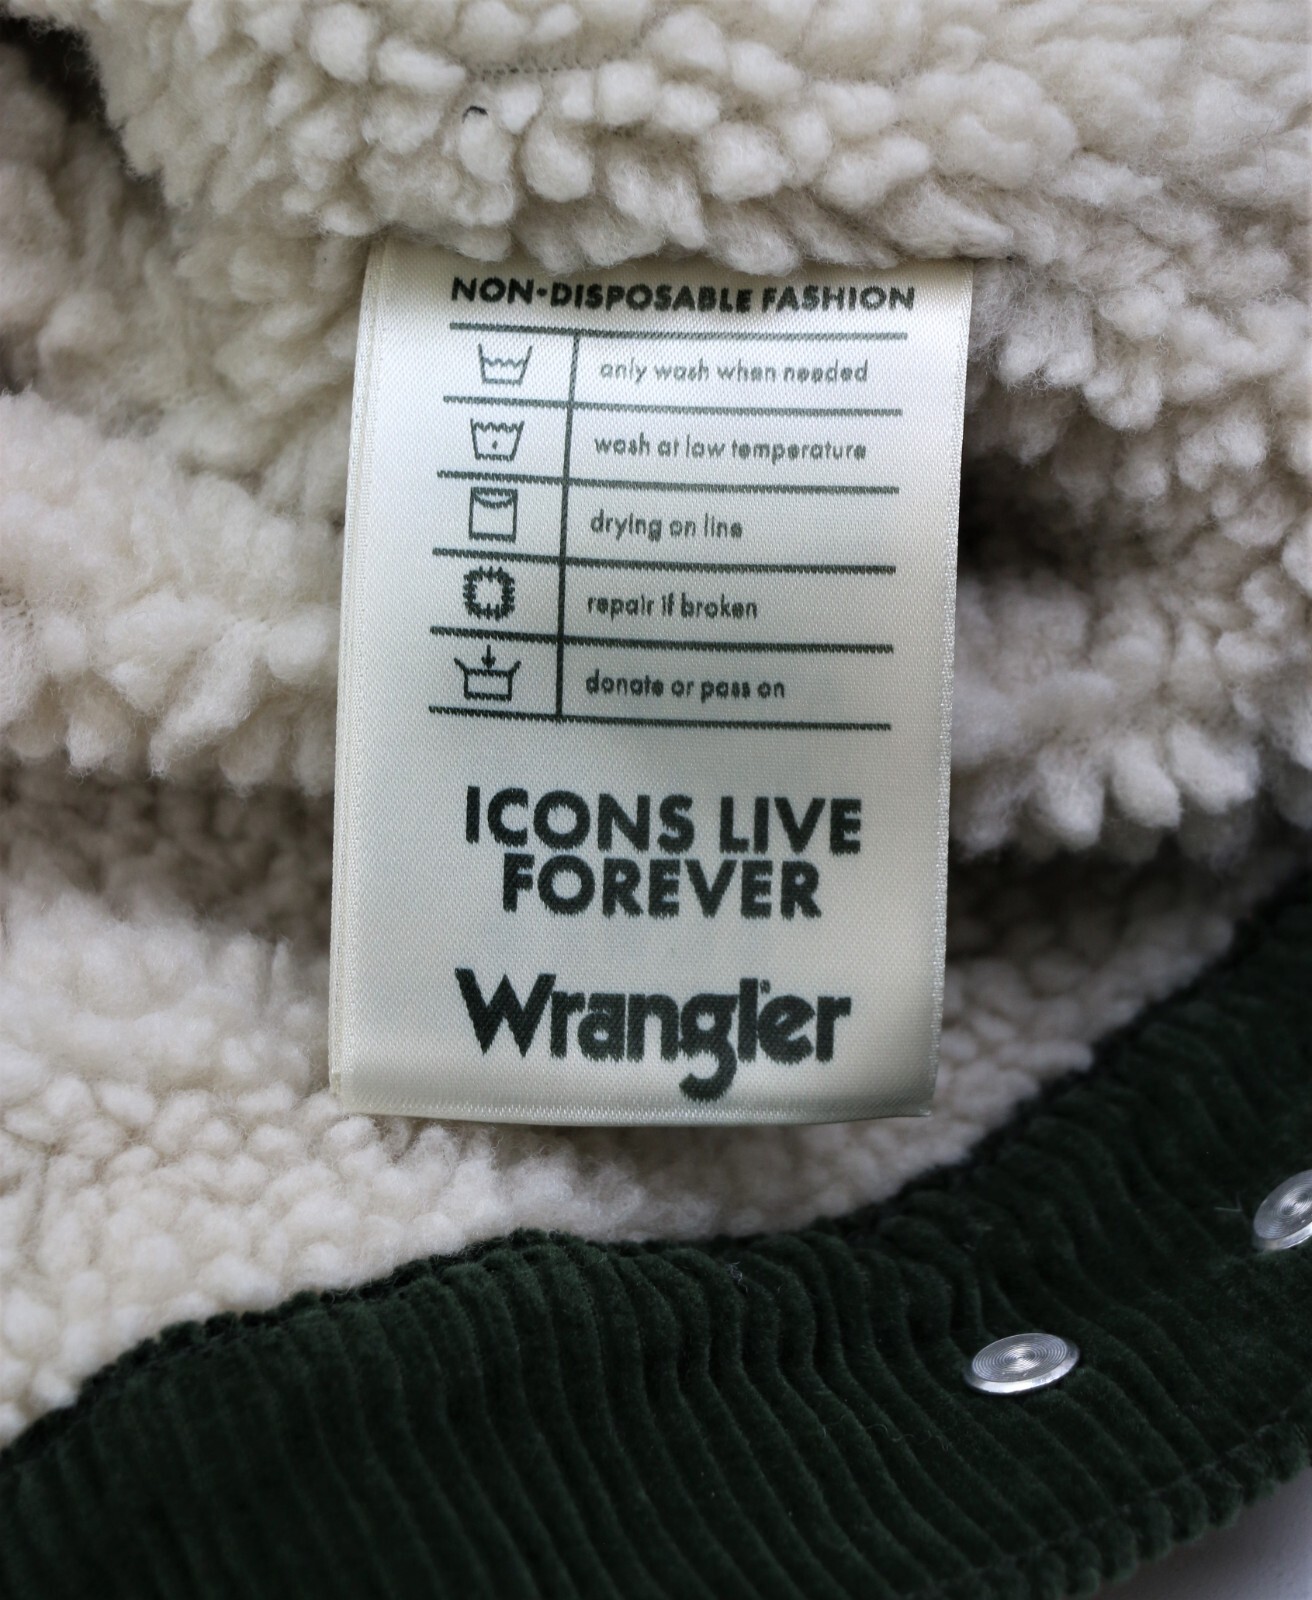 NON-DISPOSABLE FASHION
only wash when needed
wash at low temperature
drying on line
repair if broken
donate or pass on
ICONS LIVE
FOREVER
Wrangler